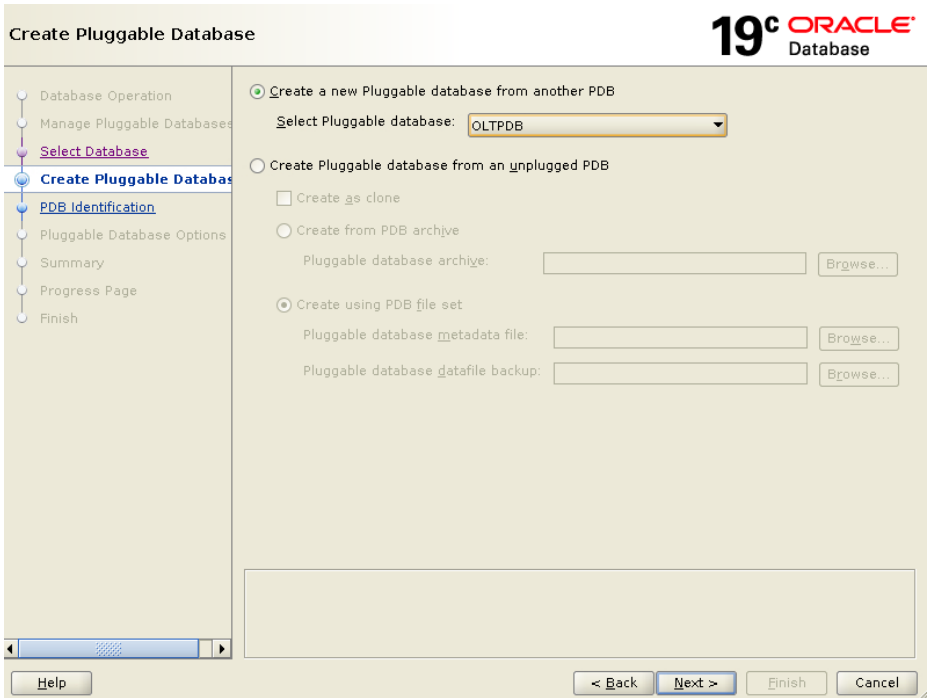 Create Pluggable Database
19c ORACLE
Database
Database Operation
Manage Pluggable Databases
Select Database
Create Pluggable Databas
PDB Identification
Pluggable Database Options
Summary
Progress Page
Finish
Create a new Pluggable database from another PDB
Select Pluggable database: OLTPDB
Create Pluggable database from an unplugged PDB
Create as clone
Create from PDB archive
Pluggable database archive: Browse...
Create using PDB file set
Pluggable database metadata file: Browse...
Pluggable database datafile backup: Browse...
Help < Back Next > Finish Cancel